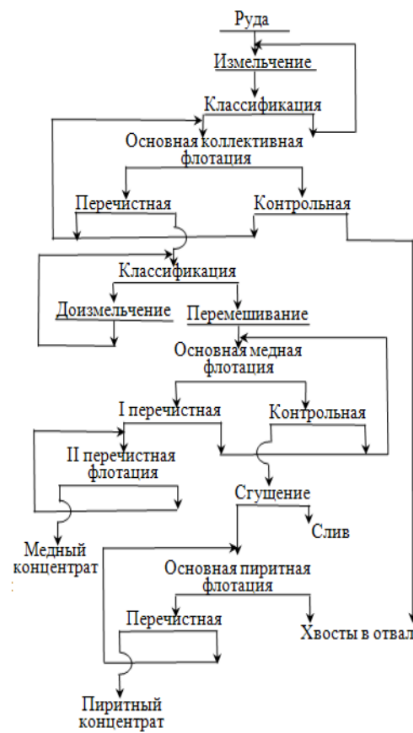 Руда
Измельчение
Классификация
Основная коллективная
флотация
Перечистная
Контрольная
Классификация
Доизмельчение
Перемешивание
Основная медная
флотация
I перечистная
Контрольная
II перечистная
флотация
Сгущение
Слив
Медный
концентрат
Основная пиритная
флотация
Перечистная
Хвосты в отвал
Пиритный
концентрат